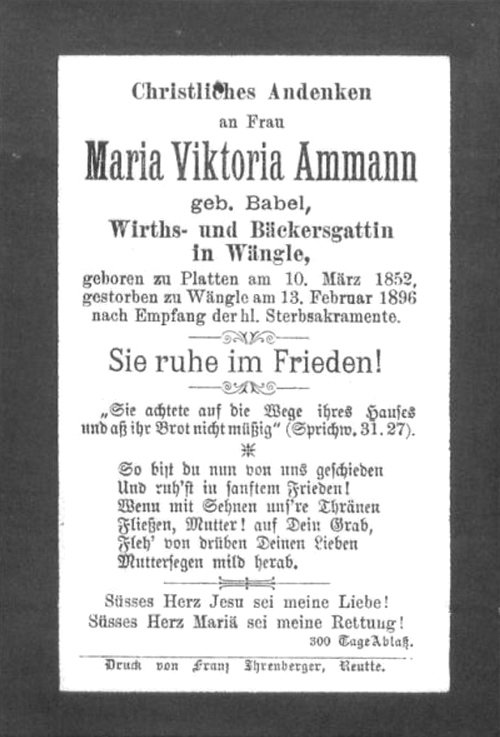 Christliches Andenken
an Frau
Maria Viktoria Ammann
geb. Babel,
Wirths- und Bäckersgattin
in Wängle,
geboren zu Platten am 10. März 1852,
gestorben zu Wängle am 13. Februar 1896
nach Empfang der hl. Sterbsakramente.
Sie ruhe im Frieden!
„Sie achtete auf die Wege ihres Hauses
und aß ihr Brot nicht müßig“ (Sprichw. 31. 27).
So bist du nun von uns geschieden
Und ruh'st in sanftem Frieden!
Wenn mit Sehnen uns're Thränen
Fließen, Mutter! auf Dein Grab,
Fleh' von drüben Deinen Lieben
Muttersegen mild herab.
Süsses Herz Jesu sei meine Liebe!
Süsses Herz Mariä sei meine Rettung!
300 Tage Ablaß.
Druck von Franz Ihrenberger, Reutte.